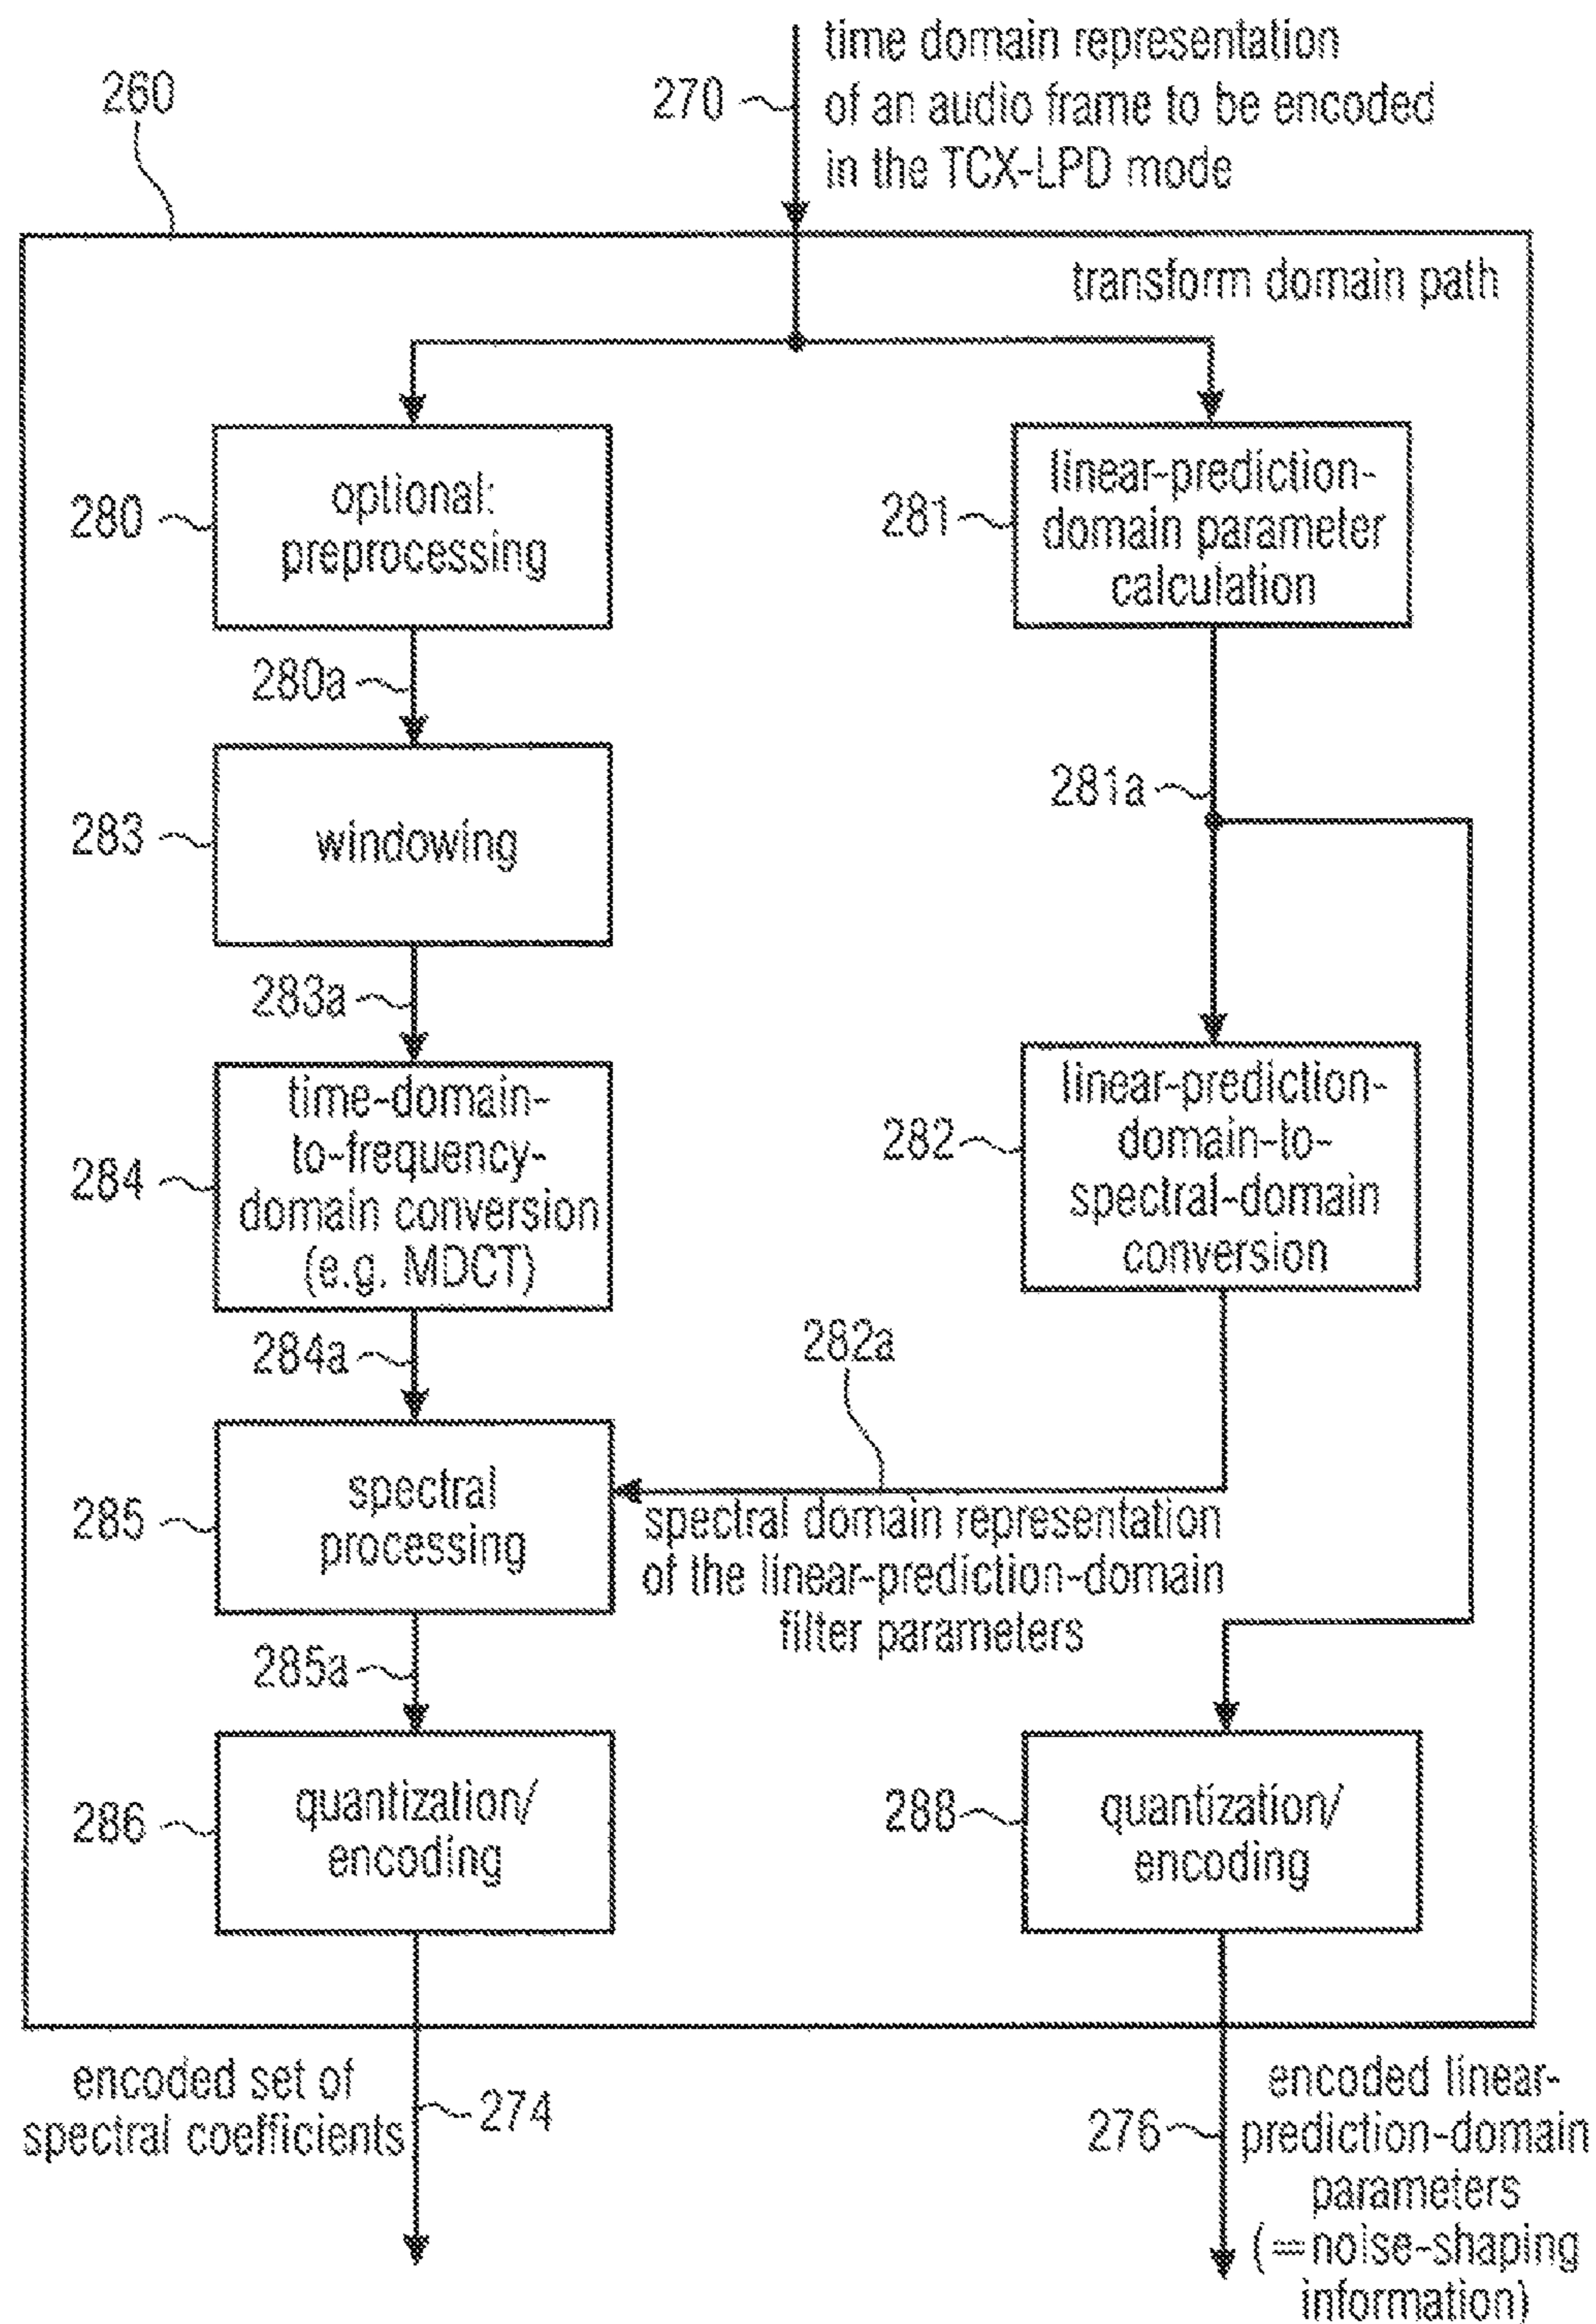 time domain representation
of an audio frame to be encoded
in the TCX-LPD mode
260
270
transform domain path
280
optional:
preprocessing
281
linear-prediction-
domain parameter
calculation
280a
283
windowing
281a
283a
284
time-domain-
to-frequency-
domain conversion
(e.g. MDCT)
282
linear-prediction-
domain-to-
spectral-domain
conversion
284a
282a
285
spectral
processing
spectral domain representation
of the linear-prediction-domain
filter parameters
285a
286
quantization/
encoding
288
quantization/
encoding
encoded set of
spectral coefficients
274
276
encoded linear-
prediction-domain
parameters
(=noise-shaping
information)